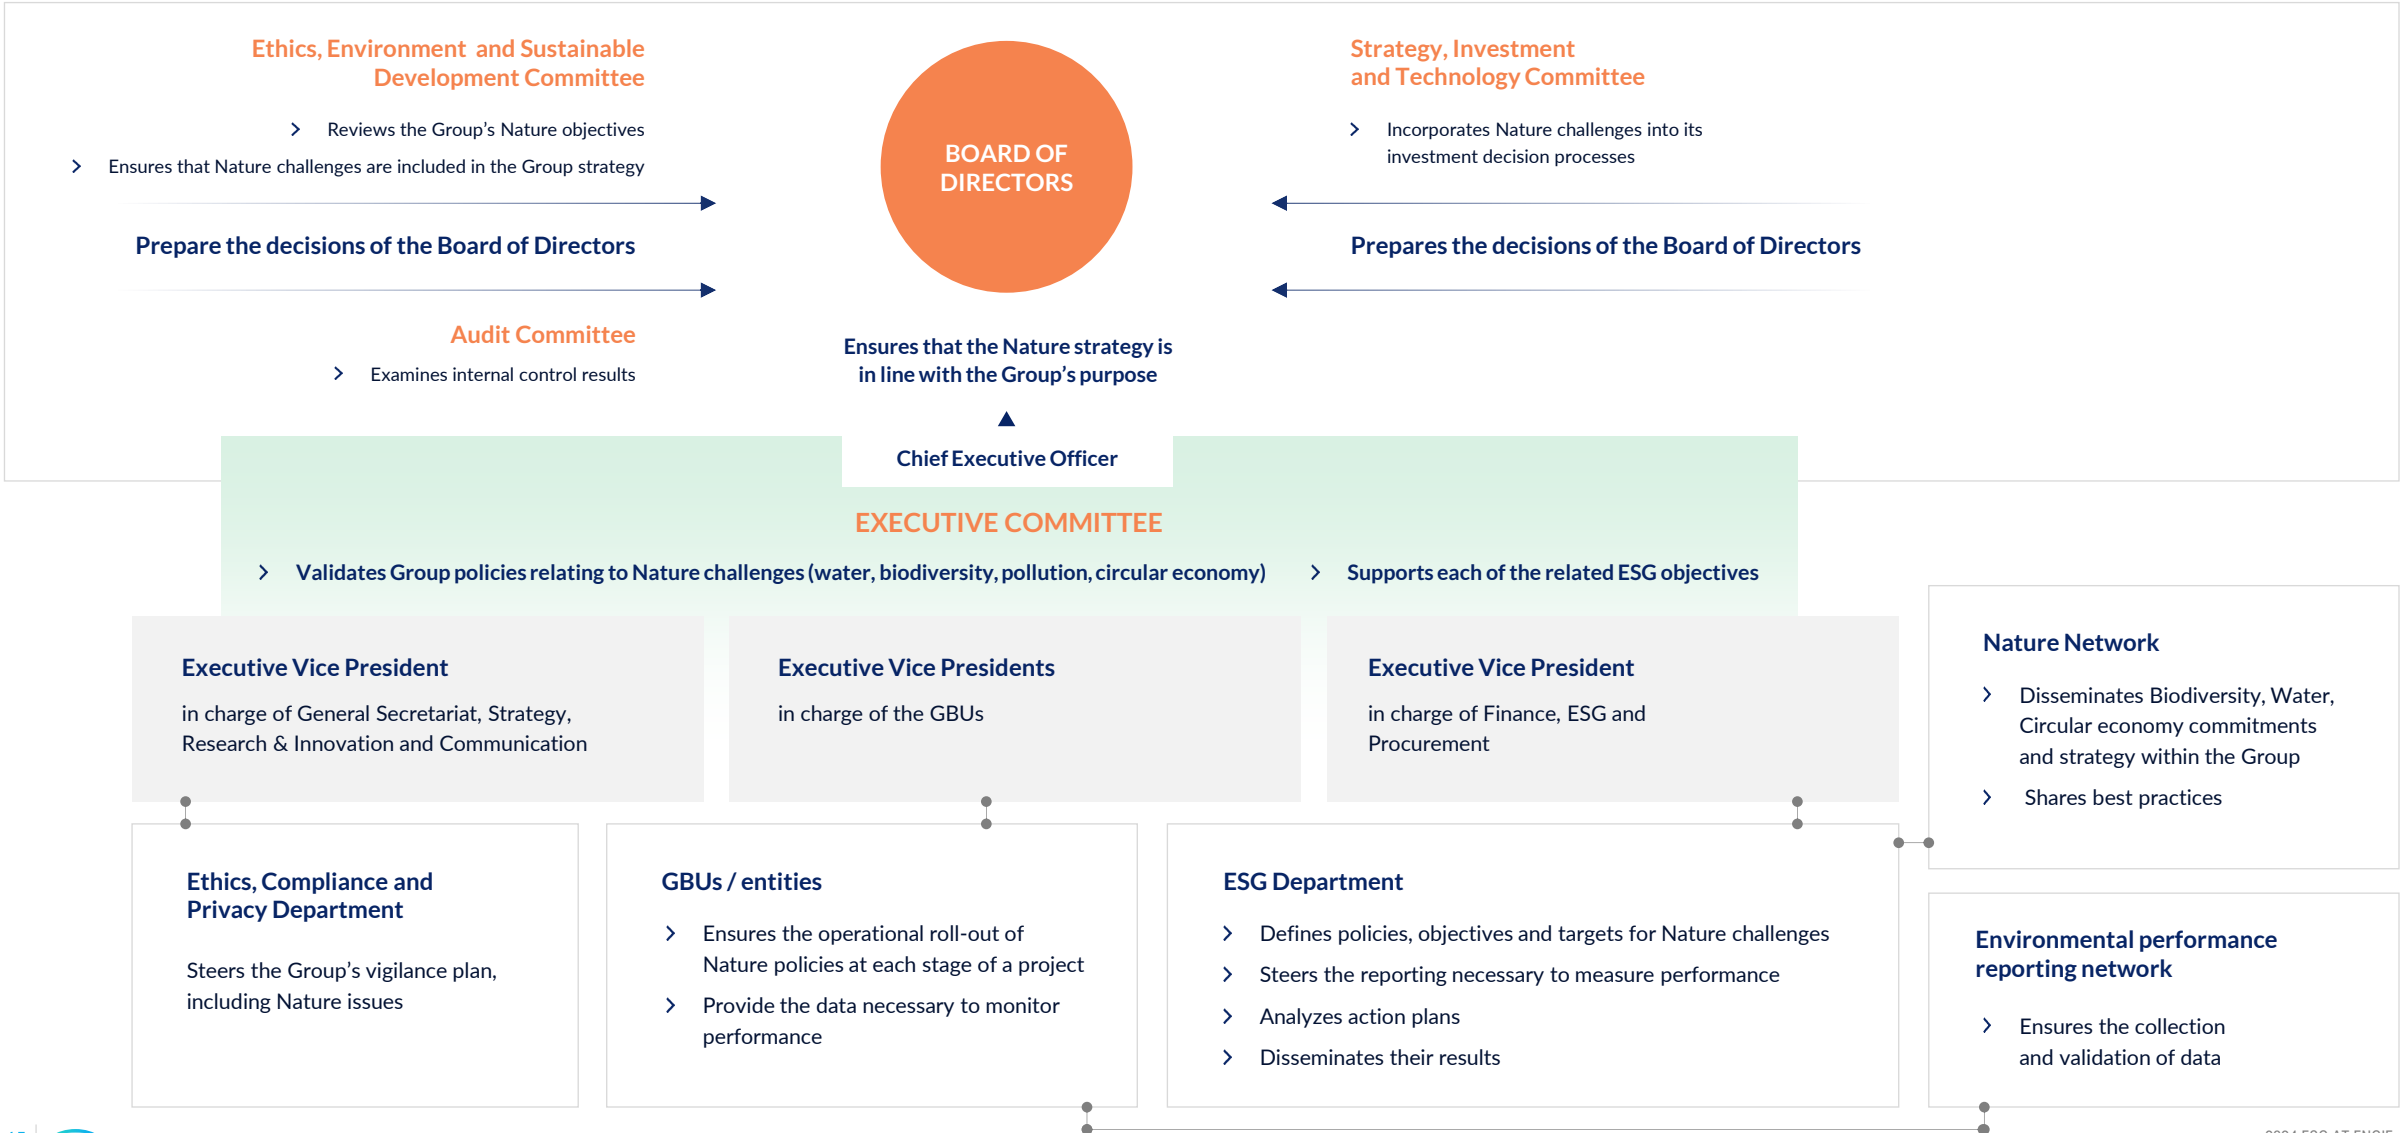 Ethics, Environment and Sustainable
Development Committee
Reviews the Group's Nature objectives
Ensures that Nature challenges are included in the Group strategy
Prepare the decisions of the Board of Directors
Audit Committee
Examines internal control results
BOARD OF
DIRECTORS
Ensures that the Nature strategy is
in line with the Group's purpose
Chief Executive Officer
Strategy, Investment
and Technology Committee
Incorporates Nature challenges into its
investment decision processes
Prepares the decisions of the Board of Directors
EXECUTIVE COMMITTEE
Validates Group policies relating to Nature challenges (water, biodiversity, pollution, circular economy)
Supports each of the related ESG objectives
Executive Vice President
in charge of General Secretariat, Strategy,
Research & Innovation and Communication
Executive Vice Presidents
in charge of the GBUs
Executive Vice President
in charge of Finance, ESG and
Procurement
Nature Network
Disseminates Biodiversity, Water,
Circular economy commitments
and strategy within the Group
Shares best practices
Ethics, Compliance and
Privacy Department
Steers the Group's vigilance plan,
including Nature issues
GBUs / entities
Ensures the operational roll-out of
Nature policies at each stage of a project
Provide the data necessary to monitor
performance
ESG Department
Defines policies, objectives and targets for Nature challenges
Steers the reporting necessary to measure performance
Analyzes action plans
Disseminates their results
Environmental performance
reporting network
Ensures the collection
and validation of data